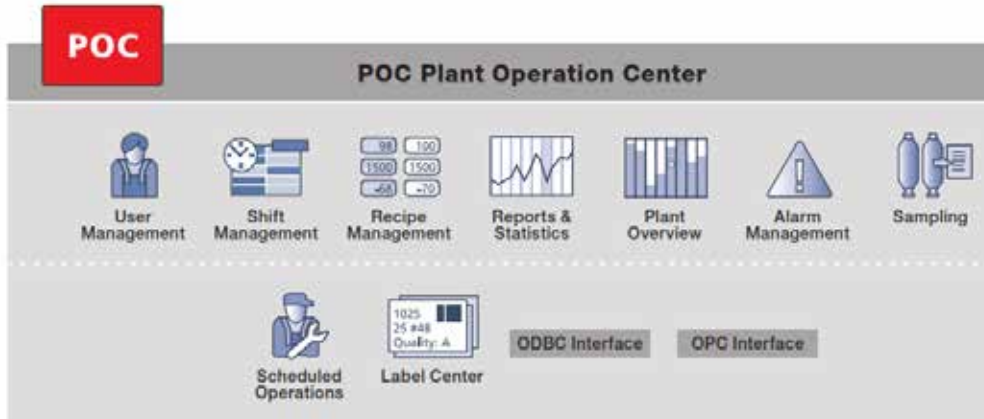 POC
POC Plant Operation Center
98 100
1500 1500
-68 -70
User
Management
Shift
Management
Recipe
Management
Reports &
Statistics
Plant
Overview
Alarm
Management
Sampling
1025
25 #48
Quality: A
Scheduled
Operations
Label Center
ODBC Interface
OPC Interface